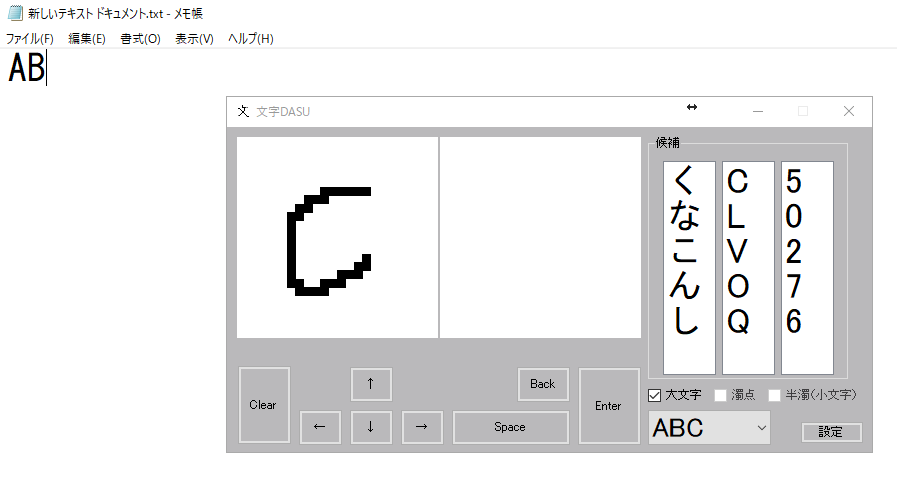 新しいテキスト ドキュメント.txt - メモ帳
ファイル(F) 編集(E) 書式(O) 表示(V) ヘルプ(H)
AB
文字DASU
C
候補
く C 5
な L 0
こ V 2
ん O 7
し Q 6
大文字 濁点 半濁(小文字)
ABC
設定
Clear
↑
← ↓ →
Back
Space
Enter